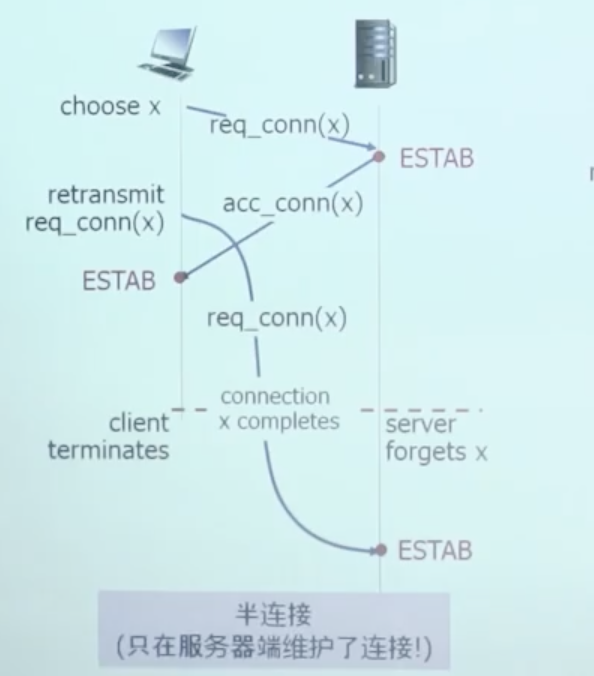 choose x
req_conn(x)
ESTAB
retransmit
req_conn(x)
acc_conn(x)
ESTAB
req_conn(x)
connection
x completes
client
terminates
server
forgets x
ESTAB
半连接
(只在服务器端维护了连接!)